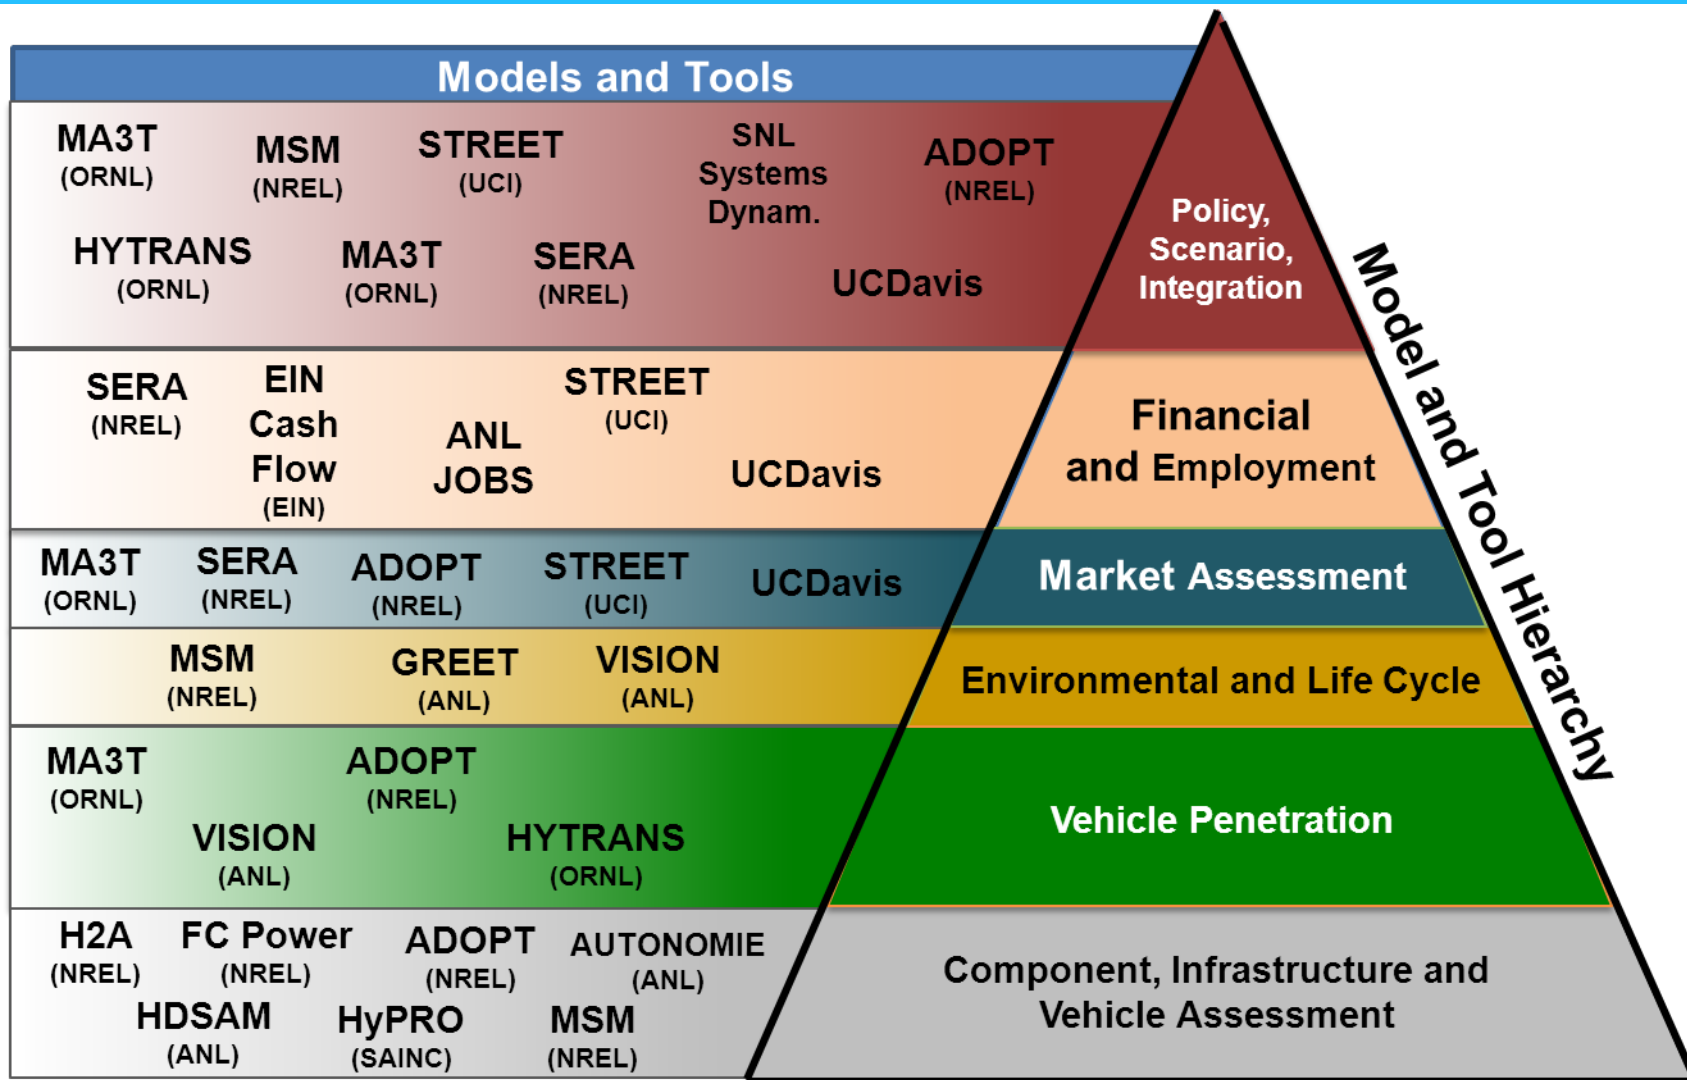 Models and Tools
MA3T
(ORNL)
MSM
(NREL)
STREET
(UCI)
SNL
Systems
Dynam.
ADOPT
(NREL)
HYTRANS
(ORNL)
MA3T
(ORNL)
SERA
(NREL)
UCDavis
Policy,
Scenario,
Integration
SERA
(NREL)
EIN
Cash
Flow
(EIN)
ANL
JOBS
STREET
(UCI)
UCDavis
Financial
and Employment
MA3T
(ORNL)
SERA
(NREL)
ADOPT
(NREL)
STREET
(UCI)
UCDavis
Market Assessment
MSM
(NREL)
GREET
(ANL)
VISION
(ANL)
Environmental and Life Cycle
MA3T
(ORNL)
ADOPT
(NREL)
VISION
(ANL)
HYTRANS
(ORNL)
Vehicle Penetration
H2A
(NREL)
FC Power
(NREL)
ADOPT
(NREL)
AUTONOMIE
(ANL)
HDSAM
(ANL)
HyPRO
(SAINC)
MSM
(NREL)
Component, Infrastructure and
Vehicle Assessment
Model and Tool Hierarchy